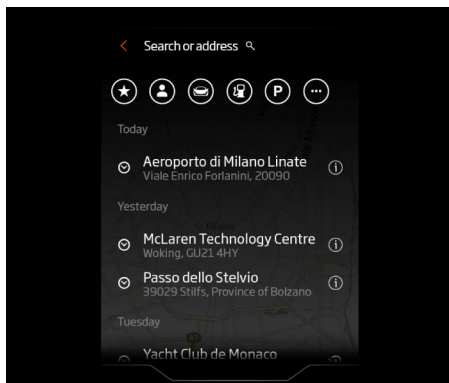 Search or address
P
Today
Aeroporto di Milano Linate
Viale Enrico Forlanini, 20090
Yesterday
Milano
McLaren Technology Centre
Woking, GU21 4HY
Passo dello Stelvio
39029 Stilfs, Province of Bolzano
Tuesday
Yacht Club de Monaco